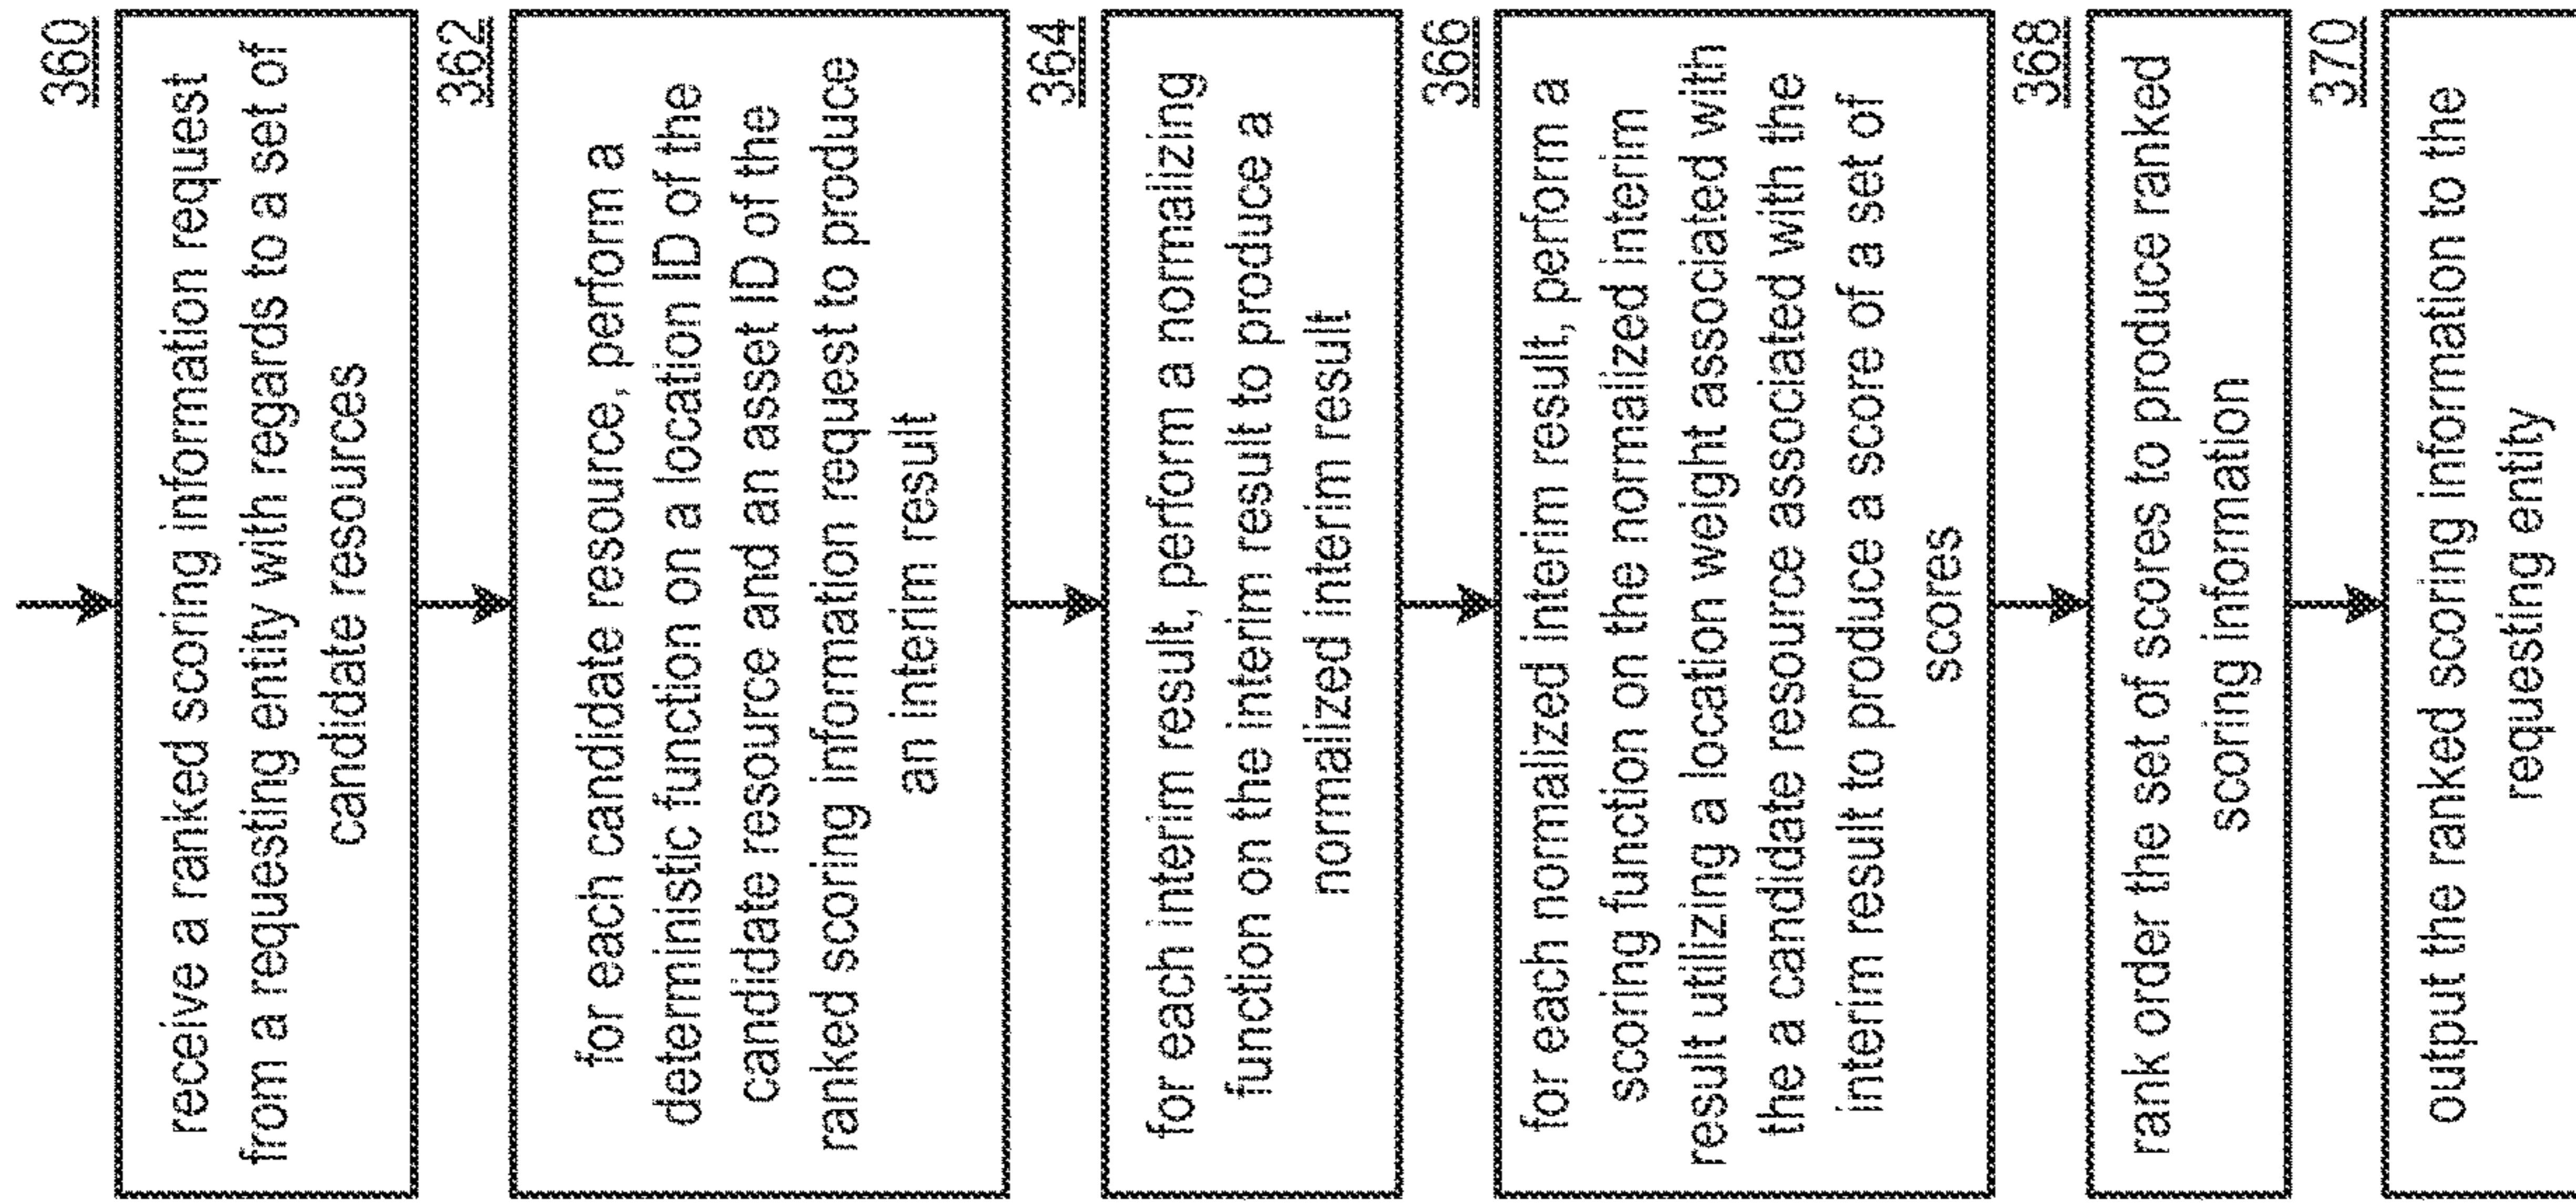 360
receive a ranked scoring information request
from a requesting entity with regards to a set of
candidate resources
362
for each candidate resource, perform a
deterministic function on a location ID of the
candidate resource and an asset ID of the
ranked scoring information request to produce
an interim result
364
for each interim result, perform a normalizing
function on the interim result to produce a
normalized interim result
366
for each normalized interim result, perform a
scoring function on the normalized interim
result utilizing a location weight associated with
the a candidate resource associated with the
interim result to produce a score of a set of
scores
368
rank order the set of scores to produce ranked
scoring information
370
output the ranked scoring information to the
requesting entity